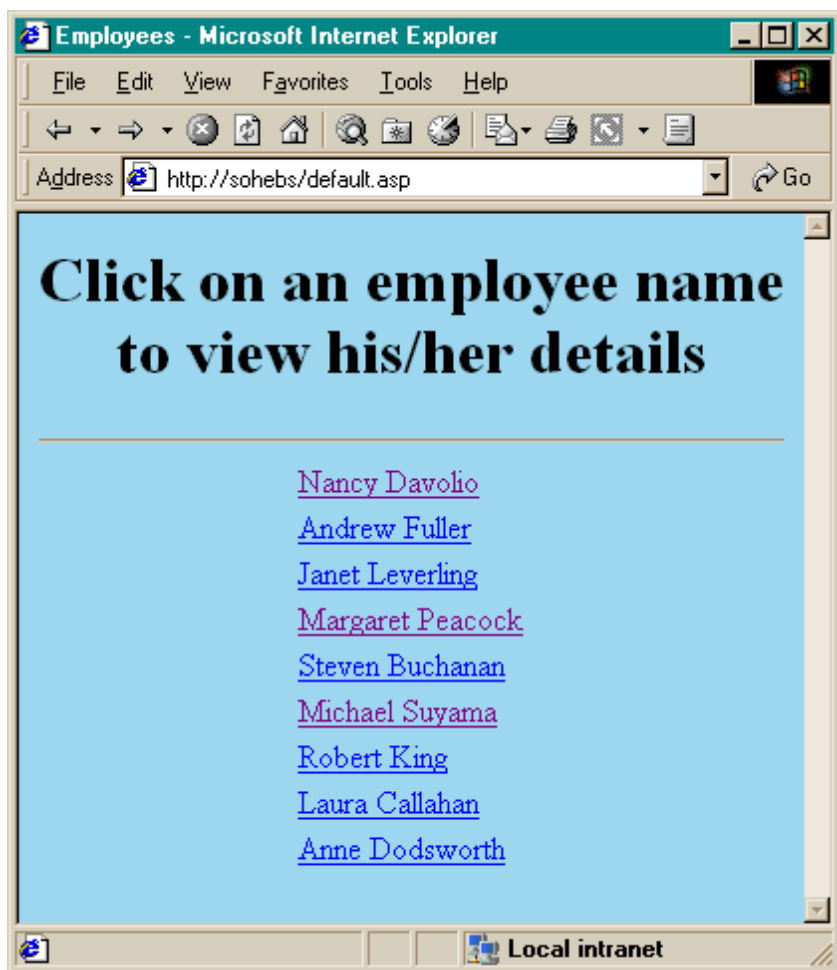 Employees - Microsoft Internet Explorer
File Edit View Favorites Tools Help
Address http://sohebs/default.asp Go
Click on an employee name
to view his/her details
Nancy Davolio
Andrew Fuller
Janet Leverling
Margaret Peacock
Steven Buchanan
Michael Suyama
Robert King
Laura Callahan
Anne Dodsworth
Local intranet